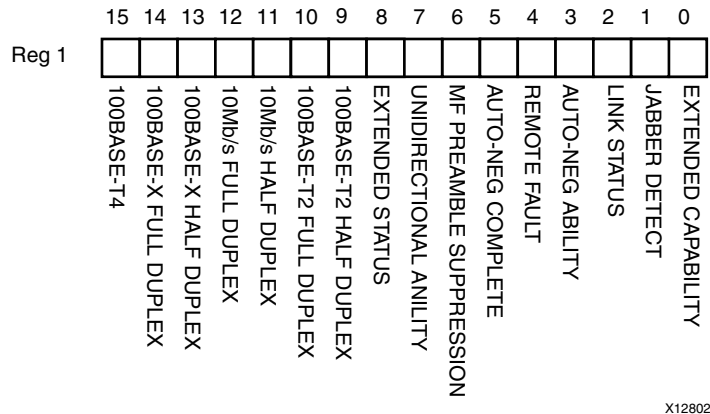 15 14 13 12 11 10 9 8 7 6 5 4 3 2 1 0
Reg 1
100BASE-T4
100BASE-X FULL DUPLEX
100BASE-X HALF DUPLEX
10Mb/s FULL DUPLEX
10Mb/s HALF DUPLEX
100BASE-T2 FULL DUPLEX
100BASE-T2 HALF DUPLEX
EXTENDED STATUS
UNIDIRECTIONAL ANILITY
MF PREAMBLE SUPPRESSION
AUTO-NEG COMPLETE
REMOTE FAULT
AUTO-NEG ABILITY
LINK STATUS
JABBER DETECT
EXTENDED CAPABILITY
X12802